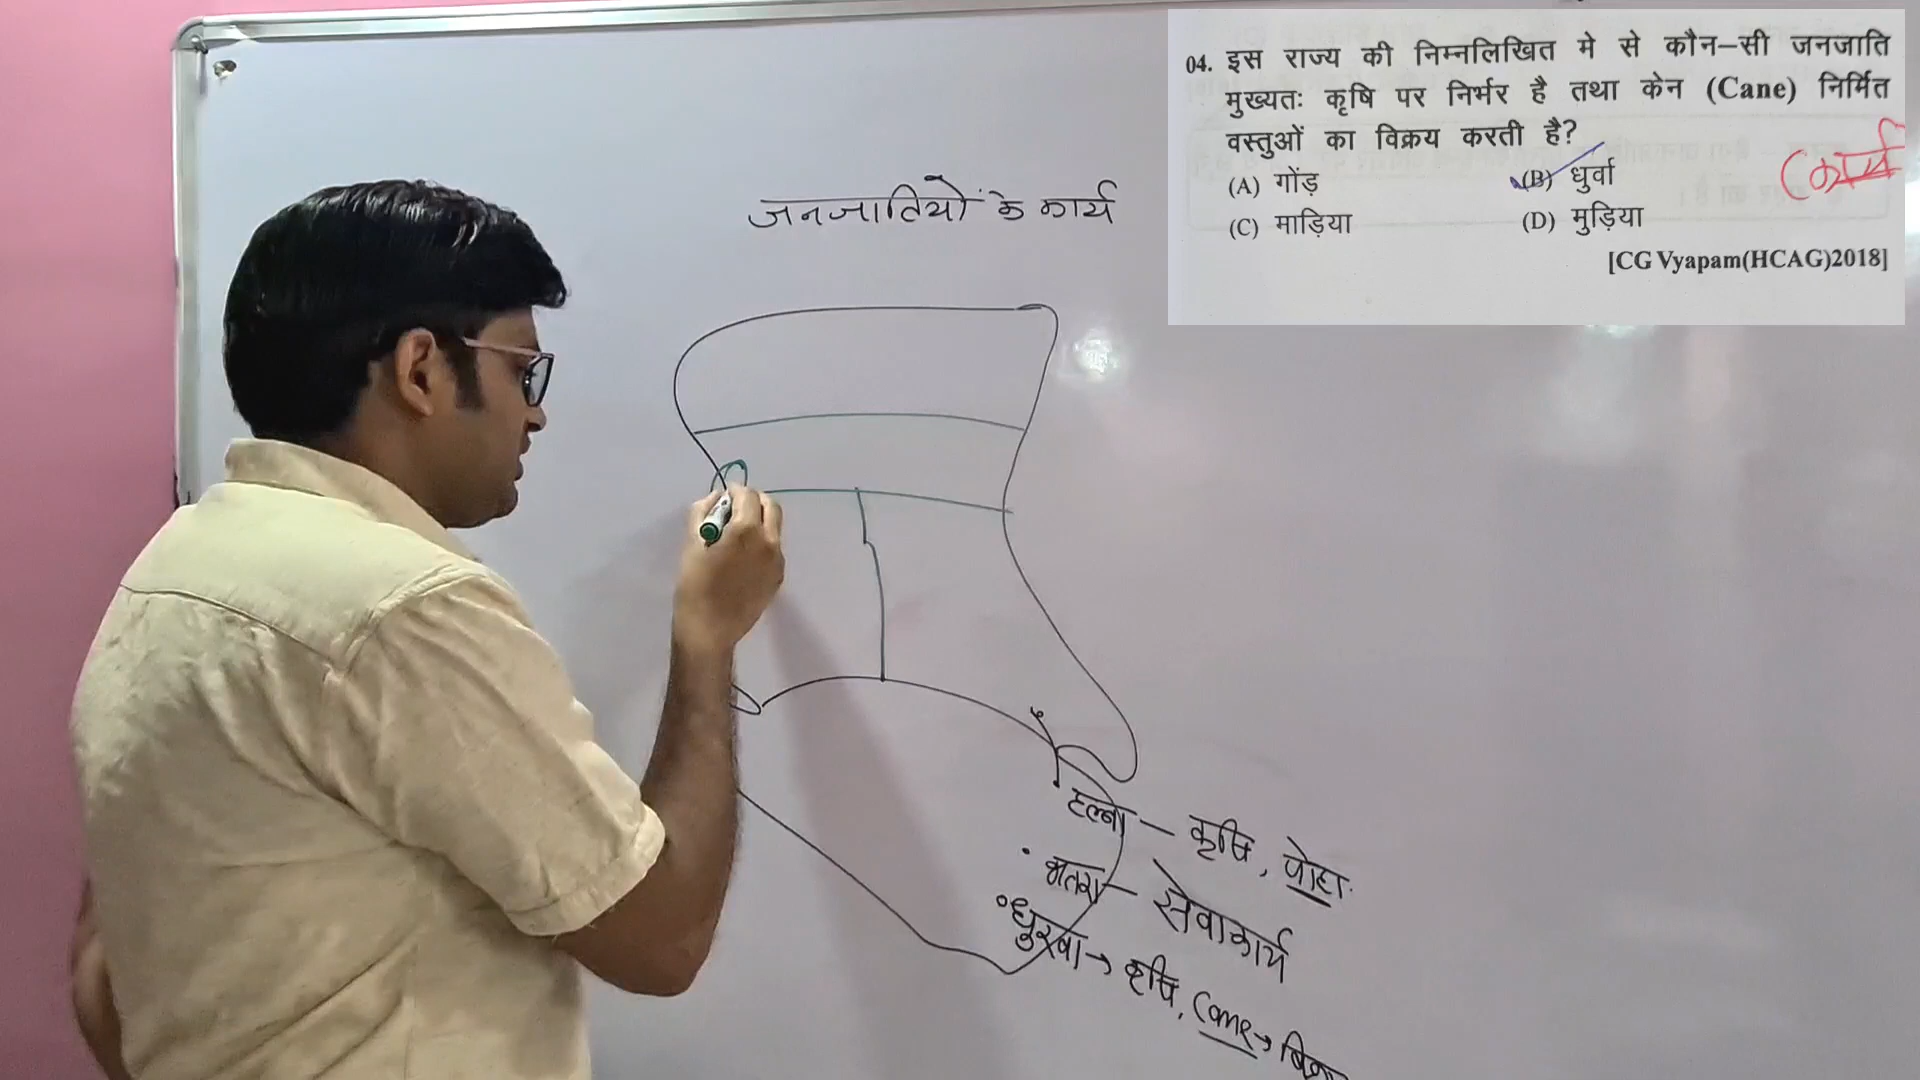 04. इस राज्य की निम्नलिखित मे से कौन–सी जनजाति
मुख्यतः कृषि पर निर्भर है तथा केन (Cane) निर्मित
वस्तुओं का विक्रय करती है?
(A) गोंड़
(B) धुर्वा
(C) माड़िया
(D) मुड़िया
[CG Vyapam(HCAG)2018]
कार्य
जनजातियों के कार्य
हल्बा – कृषि, पोहा
• भतरा – सेवाकार्य
• धुरवा → कृषि, Cane →